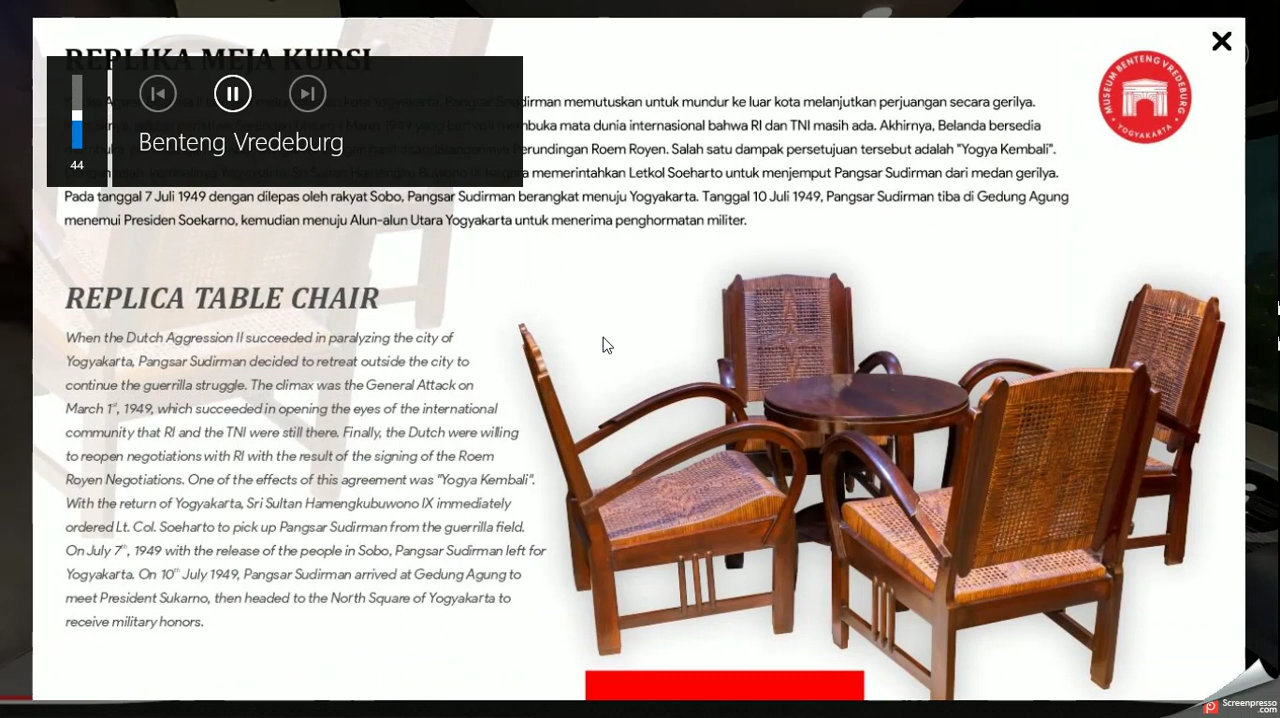 REPLIKA MEJA KURSI
MUSEUM BENTENG VREDEBURG
YOGYAKARTA
44
Benteng Vredeburg
Sudirman memutuskan untuk mundur ke luar kota melanjutkan perjuangan secara gerilya.
membuka mata dunia internasional bahwa RI dan TNI masih ada. Akhirnya, Belanda bersedia
Perundingan Roem Royen. Salah satu dampak persetujuan tersebut adalah "Yogya Kembali".
memerintahkan Letkol Soeharto untuk menjemput Pangsar Sudirman dari medan gerilya.
Pada tanggal 7 Juli 1949 dengan dilepas oleh rakyat Sobo, Pangsar Sudirman berangkat menuju Yogyakarta. Tanggal 10 Juli 1949, Pangsar Sudirman tiba di Gedung Agung
menemui Presiden Soekarno, kemudian menuju Alun-alun Utara Yogyakarta untuk menerima penghormatan militer.
REPLICA TABLE CHAIR
When the Dutch Aggression II succeeded in paralyzing the city of
Yogyakarta, Pangsar Sudirman decided to retreat outside the city to
continue the guerrilla struggle. The climax was the General Attack on
March 1st, 1949, which succeeded in opening the eyes of the international
community that RI and the TNI were still there. Finally, the Dutch were willing
to reopen negotiations with RI with the result of the signing of the Roem
Royen Negotiations. One of the effects of this agreement was "Yogya Kembali".
With the return of Yogyakarta, Sri Sultan Hamengkubuwono IX immediately
ordered Lt. Col. Soeharto to pick up Pangsar Sudirman from the guerrilla field.
On July 7th, 1949 with the release of the people in Sobo, Pangsar Sudirman left for
Yogyakarta. On 10th July 1949, Pangsar Sudirman arrived at Gedung Agung to
meet President Sukarno, then headed to the North Square of Yogyakarta to
receive military honors.
Screenpresso
.com